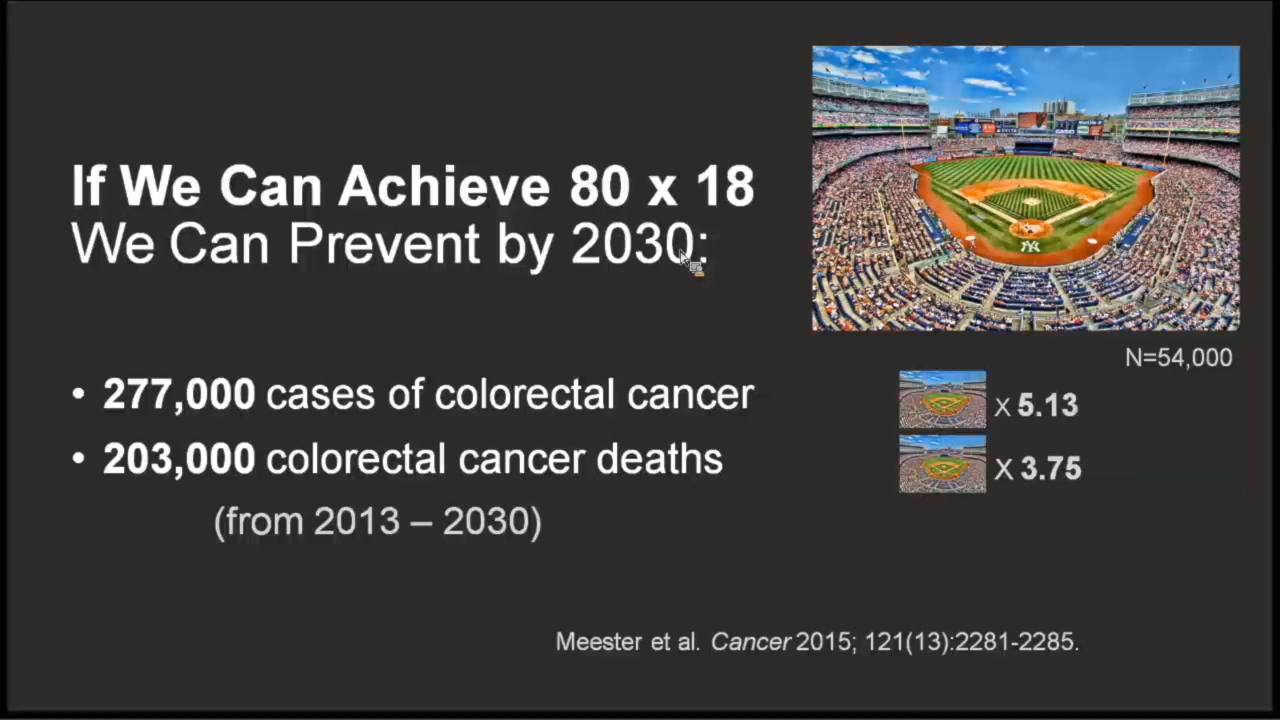 If We Can Achieve 80 x 18
We Can Prevent by 2030:
• 277,000 cases of colorectal cancer
• 203,000 colorectal cancer deaths
(from 2013 – 2030)
N=54,000
X 5.13
X 3.75
Meester et al. Cancer 2015; 121(13):2281-2285.